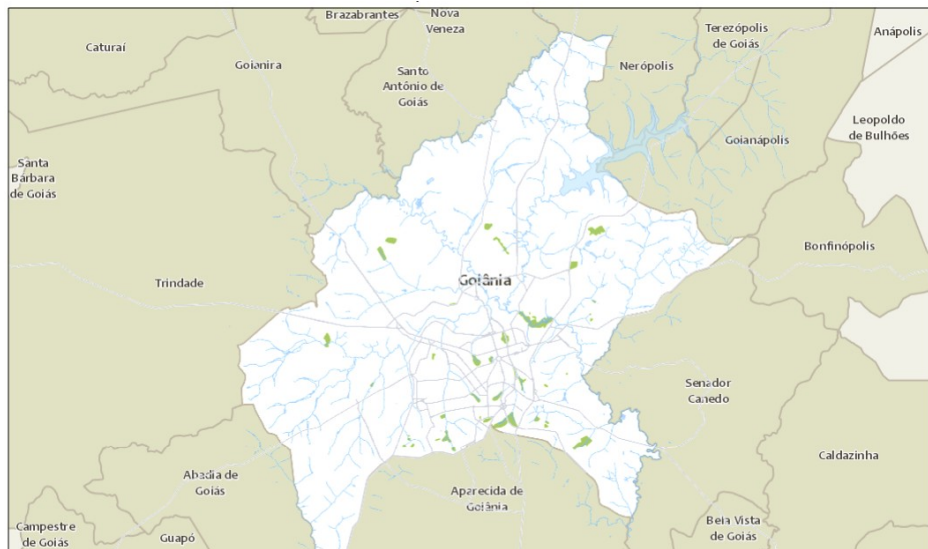 Brazabrantes
Nova
Veneza
Terezópolis
de Goiás
Anápolis
Caturaí
Goianira
Nerópolis
Santo
Antônio de
Goiás
Leopoldo
de Bulhões
Goianápolis
Santa
Bárbara
de Goiás
Bonfinópolis
Trindade
Goiânia
Senador
Canedo
Caldazinha
Abadia de
Goiás
Aparecida de
Goiânia
Bela Vista
de Goiás
Campestre
de Goiás
Guapó